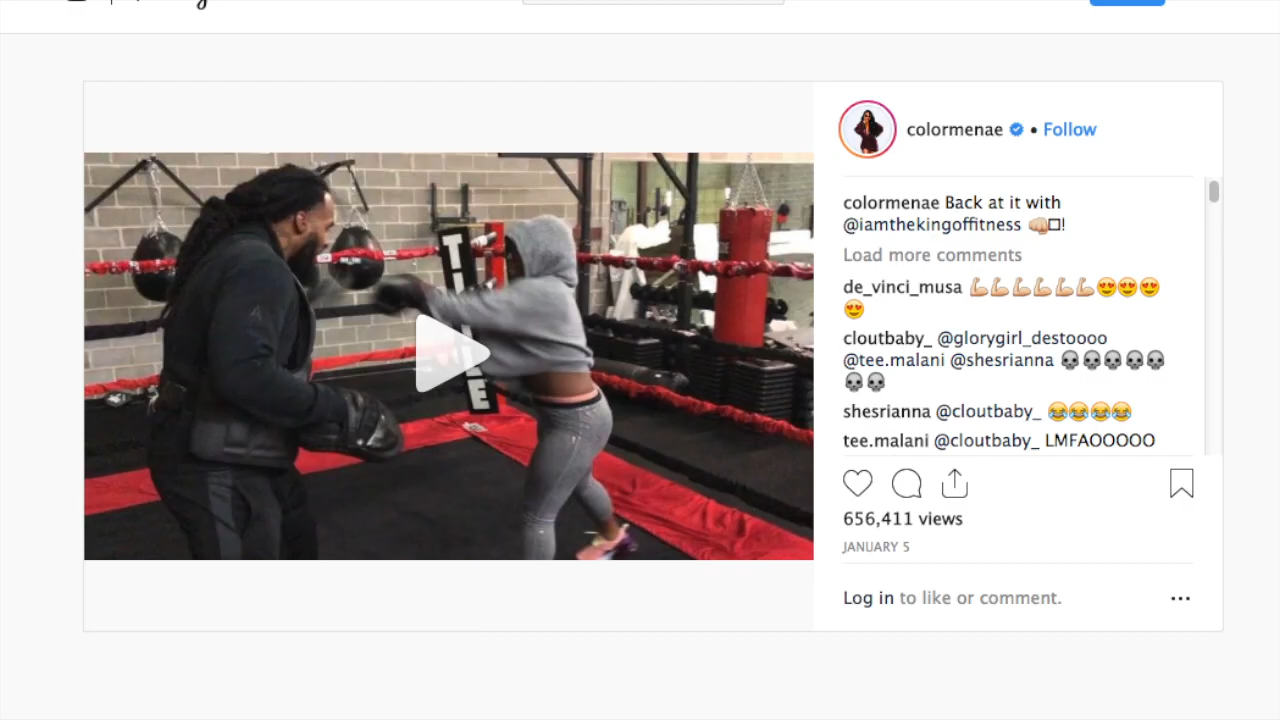 colormenae • Follow
colormenae Back at it with
@iamthekingoffitness 👊🏼□!
Load more comments
de_vinci_musa 💪🏼💪🏼💪🏼💪🏼💪🏼💪🏼😍😍😍
😍
cloutbaby_ @glorygirl_destoooo
@tee.malani @shesrianna 💀💀💀💀💀
💀💀
shesrianna @cloutbaby_ 😂😂😂😂
tee.malani @cloutbaby_ LMFAOOOOO
656,411 views
JANUARY 5
Log in to like or comment.